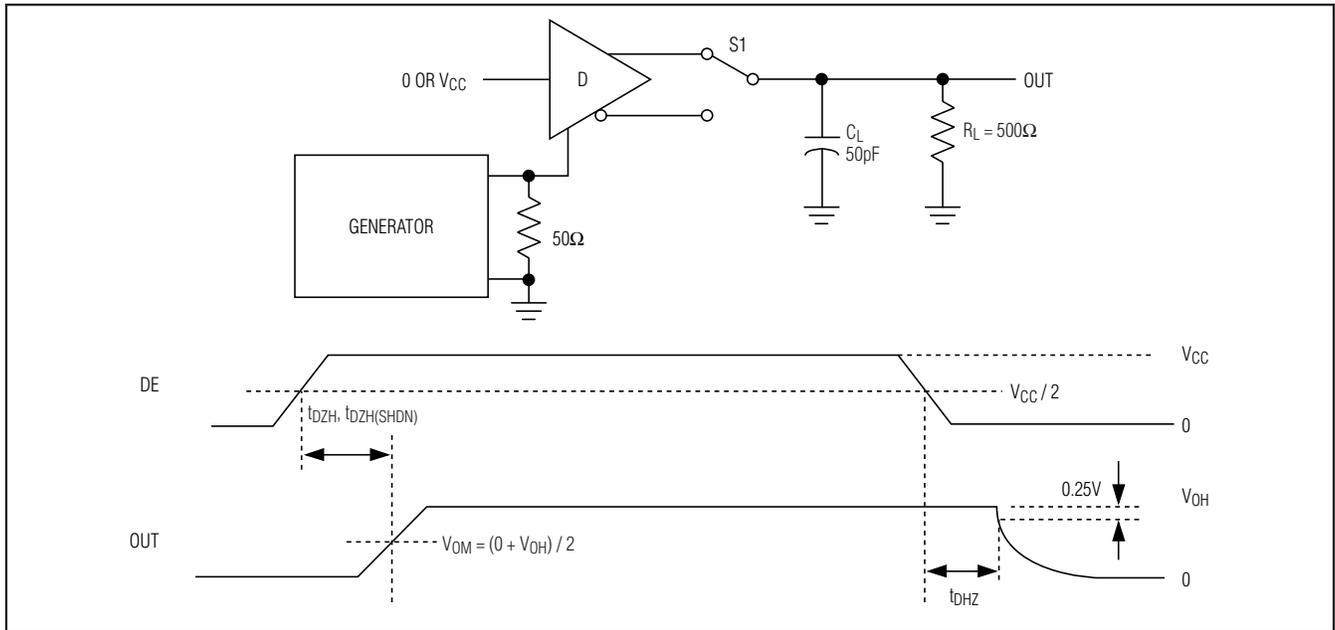 S1
0 OR VCC
D
OUT
CL
50pF
RL = 500Ω
GENERATOR
50Ω
VCC
DE
VCC / 2
tDZH, tDZH(SHDN)
0
0.25V
VOH
OUT
VOM = (0 + VOH) / 2
0
tDHZ